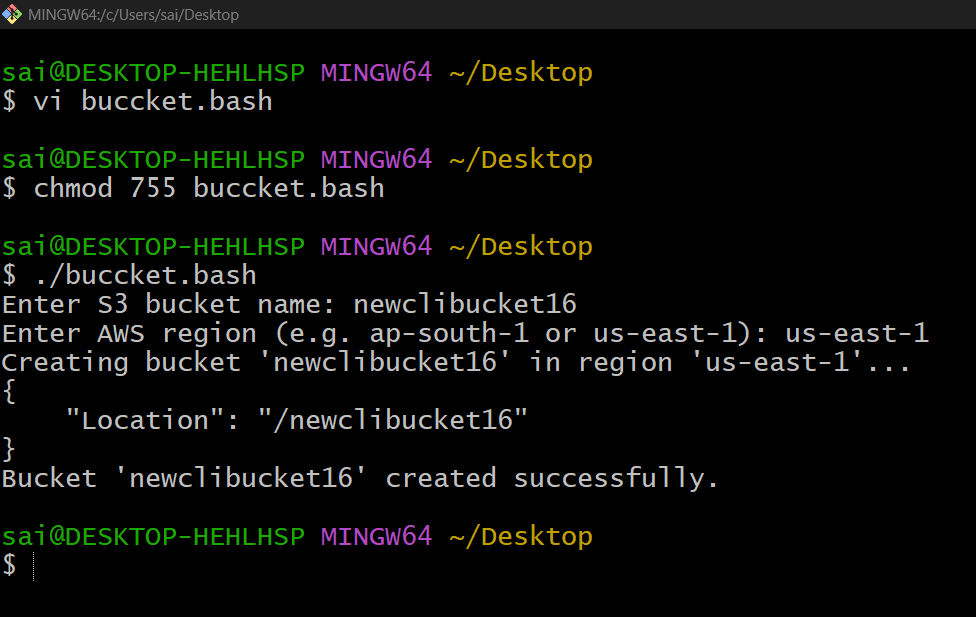 MINGW64:/c/Users/sai/Desktop
sai@DESKTOP-HEHLHSP MINGW64 ~/Desktop
$ vi buccket.bash
sai@DESKTOP-HEHLHSP MINGW64 ~/Desktop
$ chmod 755 buccket.bash
sai@DESKTOP-HEHLHSP MINGW64 ~/Desktop
$ ./buccket.bash
Enter S3 bucket name: newclibucket16
Enter AWS region (e.g. ap-south-1 or us-east-1): us-east-1
Creating bucket 'newclibucket16' in region 'us-east-1'...
{
    "Location": "/newclibucket16"
}
Bucket 'newclibucket16' created successfully.
sai@DESKTOP-HEHLHSP MINGW64 ~/Desktop
$